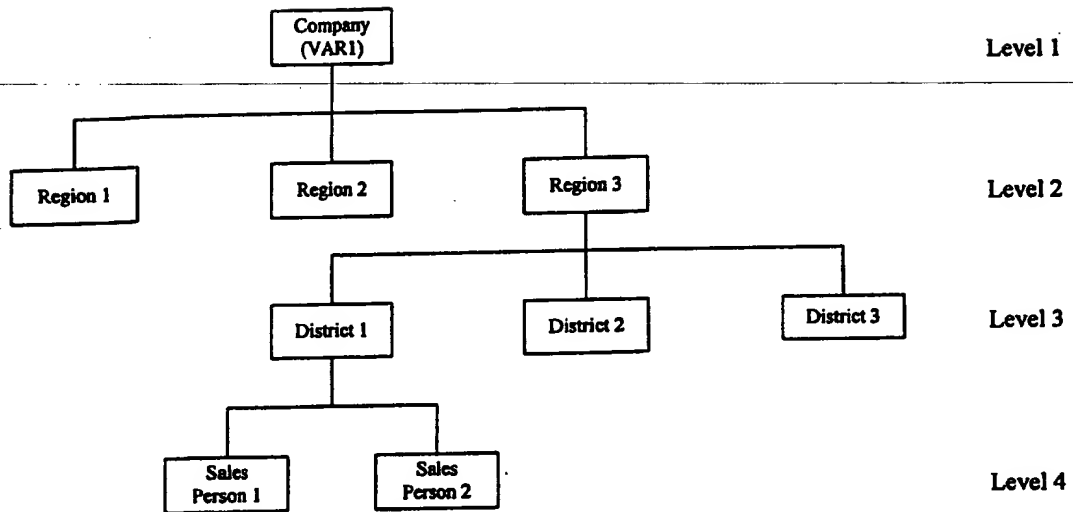 Company
(VAR1)
Level 1
Region 1
Region 2
Region 3
Level 2
District 1
District 2
District 3
Level 3
Sales
Person 1
Sales
Person 2
Level 4